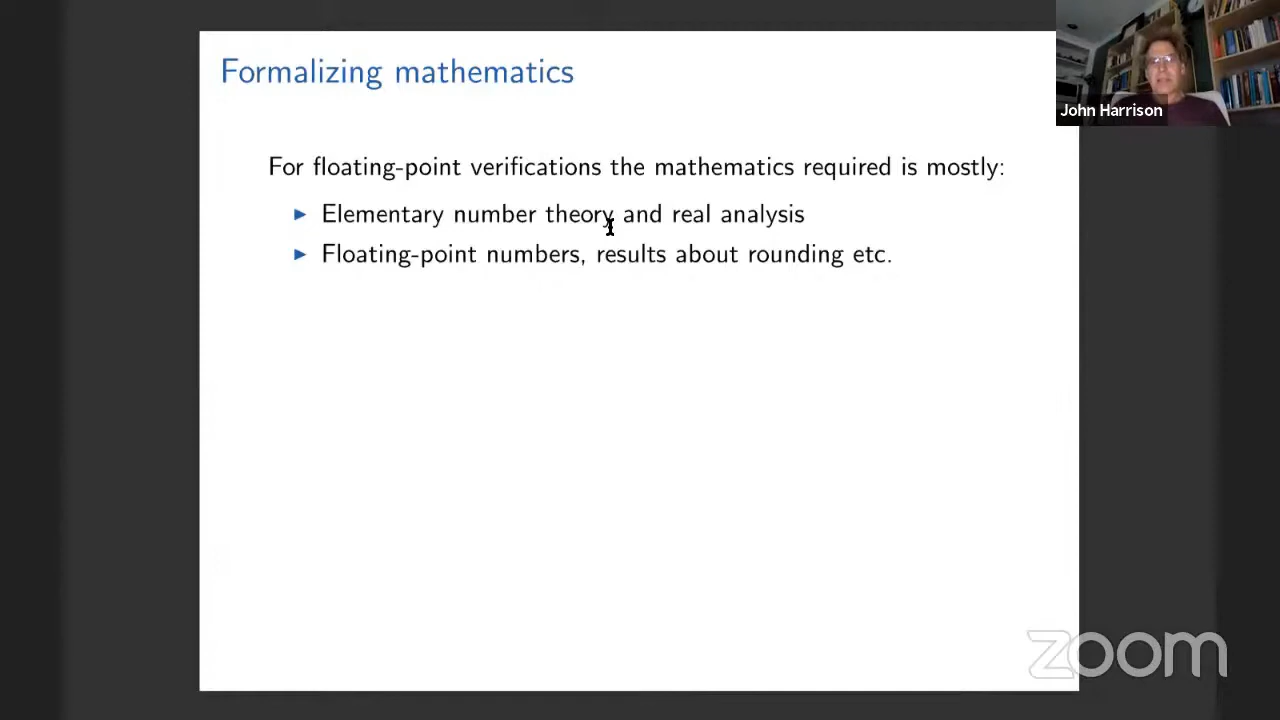 Formalizing mathematics
John Harrison
For floating-point verifications the mathematics required is mostly:
Elementary number theory and real analysis
Floating-point numbers, results about rounding etc.
zoom